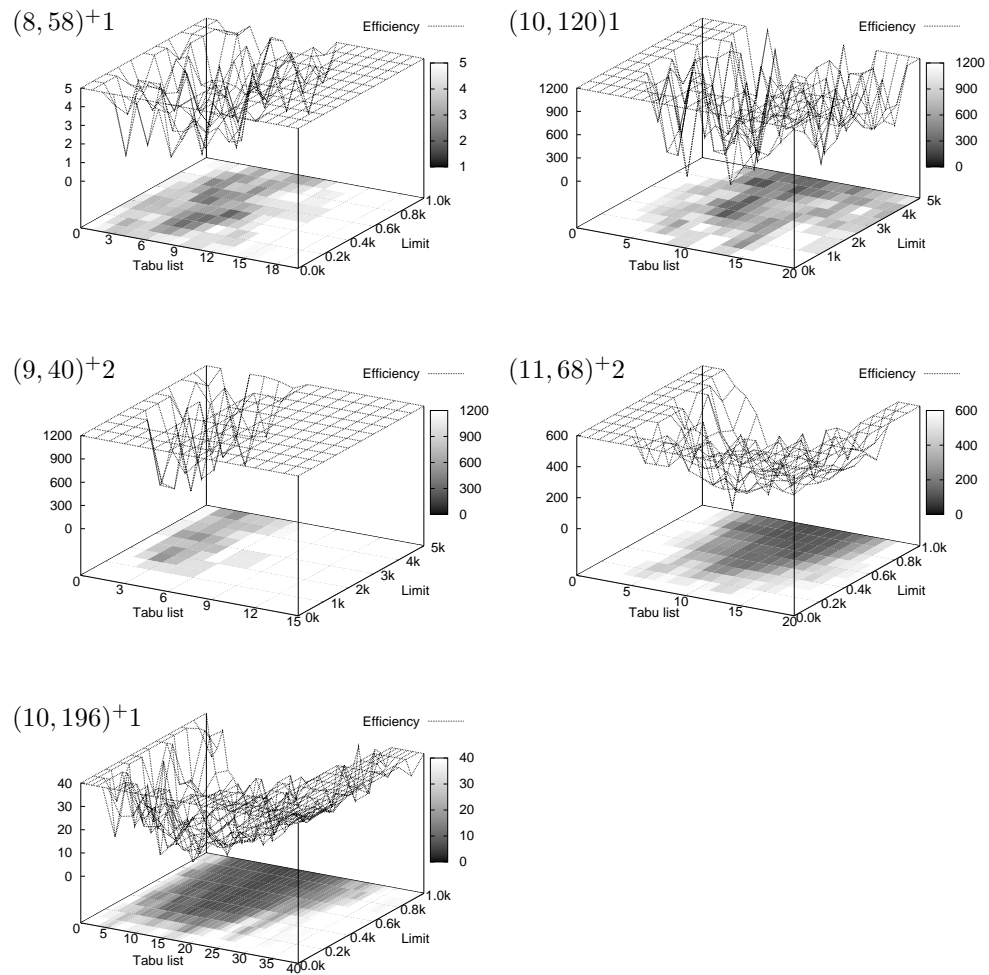 (8, 58)⁺1
Efficiency
5
4
3
2
1
0
5
4
3
2
1
0
3
6
9
12
15
18
Tabu list
0.0k
0.2k
0.4k
0.6k
0.8k
1.0k
Limit
(10, 120)1
Efficiency
1200
900
600
300
0
1200
900
600
300
0
0
5
10
15
20
Tabu list
0k
1k
2k
3k
4k
5k
Limit
(9, 40)⁺2
Efficiency
1200
900
600
300
0
1200
900
600
300
0
0
3
6
9
12
15
Tabu list
0k
1k
2k
3k
4k
5k
Limit
(11, 68)⁺2
Efficiency
600
400
200
0
600
400
200
0
0
5
10
15
20
Tabu list
0.0k
0.2k
0.4k
0.6k
0.8k
1.0k
Limit
(10, 196)⁺1
Efficiency
40
30
20
10
0
40
30
20
10
0
0
5
10
15
20
25
30
35
40
Tabu list
0.0k
0.2k
0.4k
0.6k
0.8k
1.0k
Limit